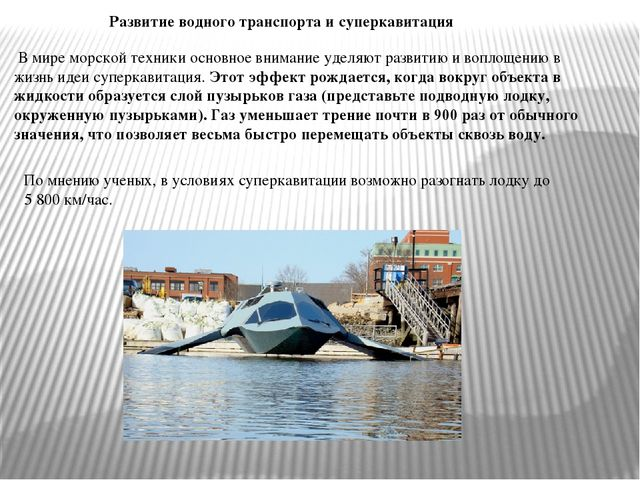 Развитие водного транспорта и суперкавитация
В мире морской техники основное внимание уделяют развитию и воплощению в
жизнь идеи суперкавитация. Этот эффект рождается, когда вокруг объекта в
жидкости образуется слой пузырьков газа (представьте подводную лодку,
окруженную пузырьками). Газ уменьшает трение почти в 900 раз от обычного
значения, что позволяет весьма быстро перемещать объекты сквозь воду.
По мнению ученых, в условиях суперкавитации возможно разогнать лодку до
5 800 км/час.